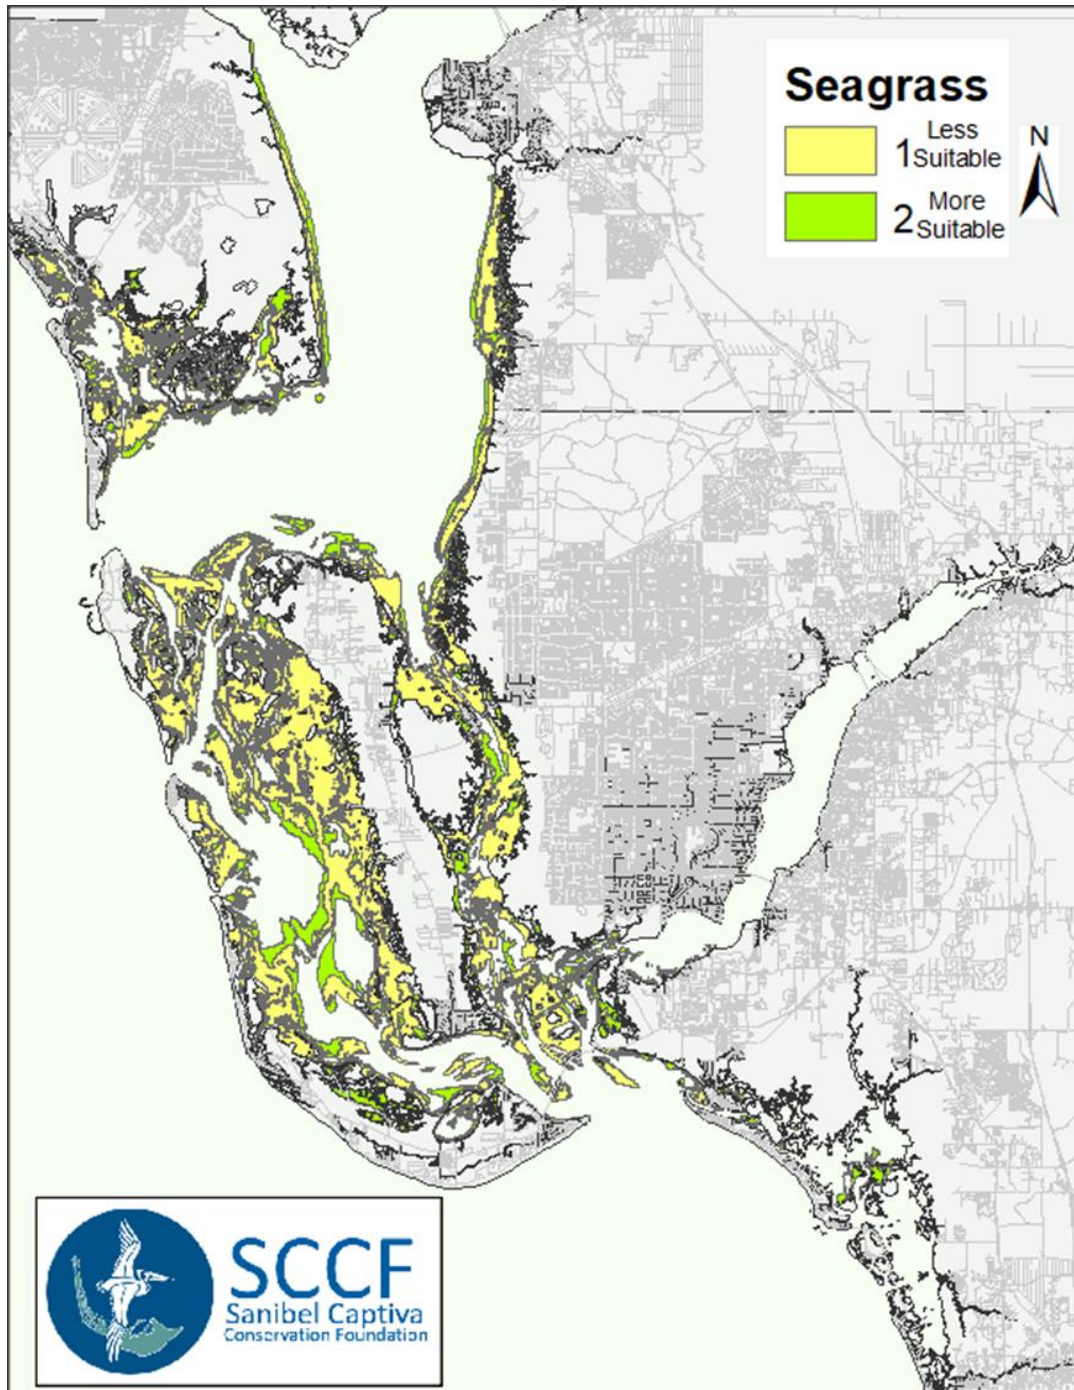 Seagrass
1 Less Suitable
2 More Suitable
N
SCCF
Sanibel Captiva
Conservation Foundation